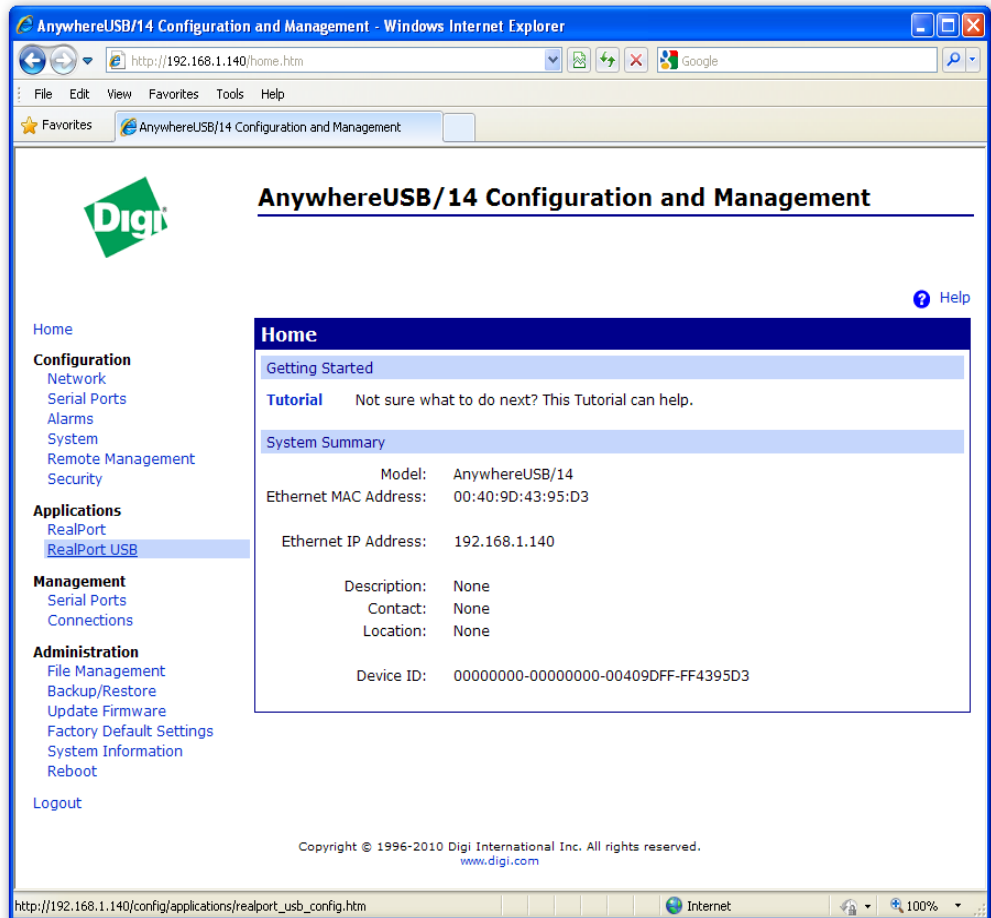 AnywhereUSB/14 Configuration and Management - Windows Internet Explorer
http://192.168.1.140/home.htm
Google
File Edit View Favorites Tools Help
Favorites
AnywhereUSB/14 Configuration and Management
Digi
AnywhereUSB/14 Configuration and Management
Help
Home
Configuration
Network
Serial Ports
Alarms
System
Remote Management
Security
Applications
RealPort
RealPort USB
Management
Serial Ports
Connections
Administration
File Management
Backup/Restore
Update Firmware
Factory Default Settings
System Information
Reboot
Logout
Home
Getting Started
Tutorial Not sure what to do next? This Tutorial can help.
System Summary
Model: AnywhereUSB/14
Ethernet MAC Address: 00:40:9D:43:95:D3
Ethernet IP Address: 192.168.1.140
Description: None
Contact: None
Location: None
Device ID: 00000000-00000000-00409DFF-FF4395D3
Copyright © 1996-2010 Digi International Inc. All rights reserved.
www.digi.com
http://192.168.1.140/config/applications/realport_usb_config.htm
Internet
100%